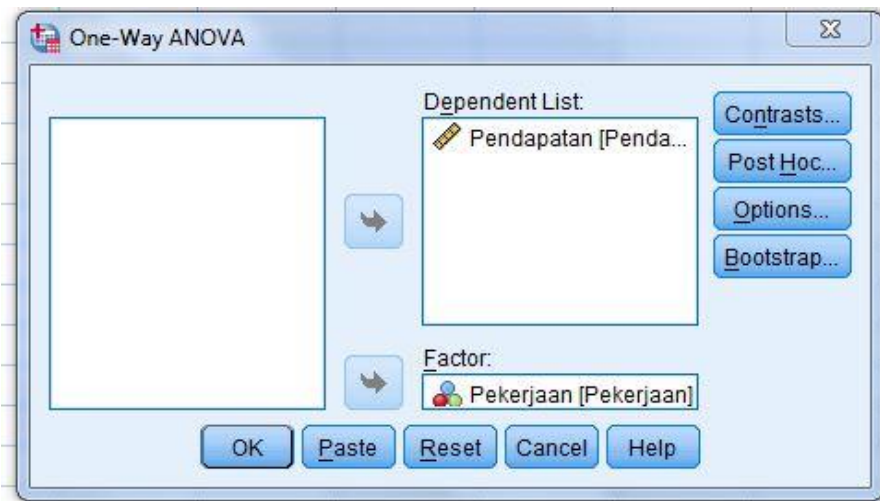 One-Way ANOVA
Dependent List:
Pendapatan [Penda...
Contrasts...
Post Hoc...
Options...
Bootstrap...
Factor:
Pekerjaan [Pekerjaan]
OK
Paste
Reset
Cancel
Help